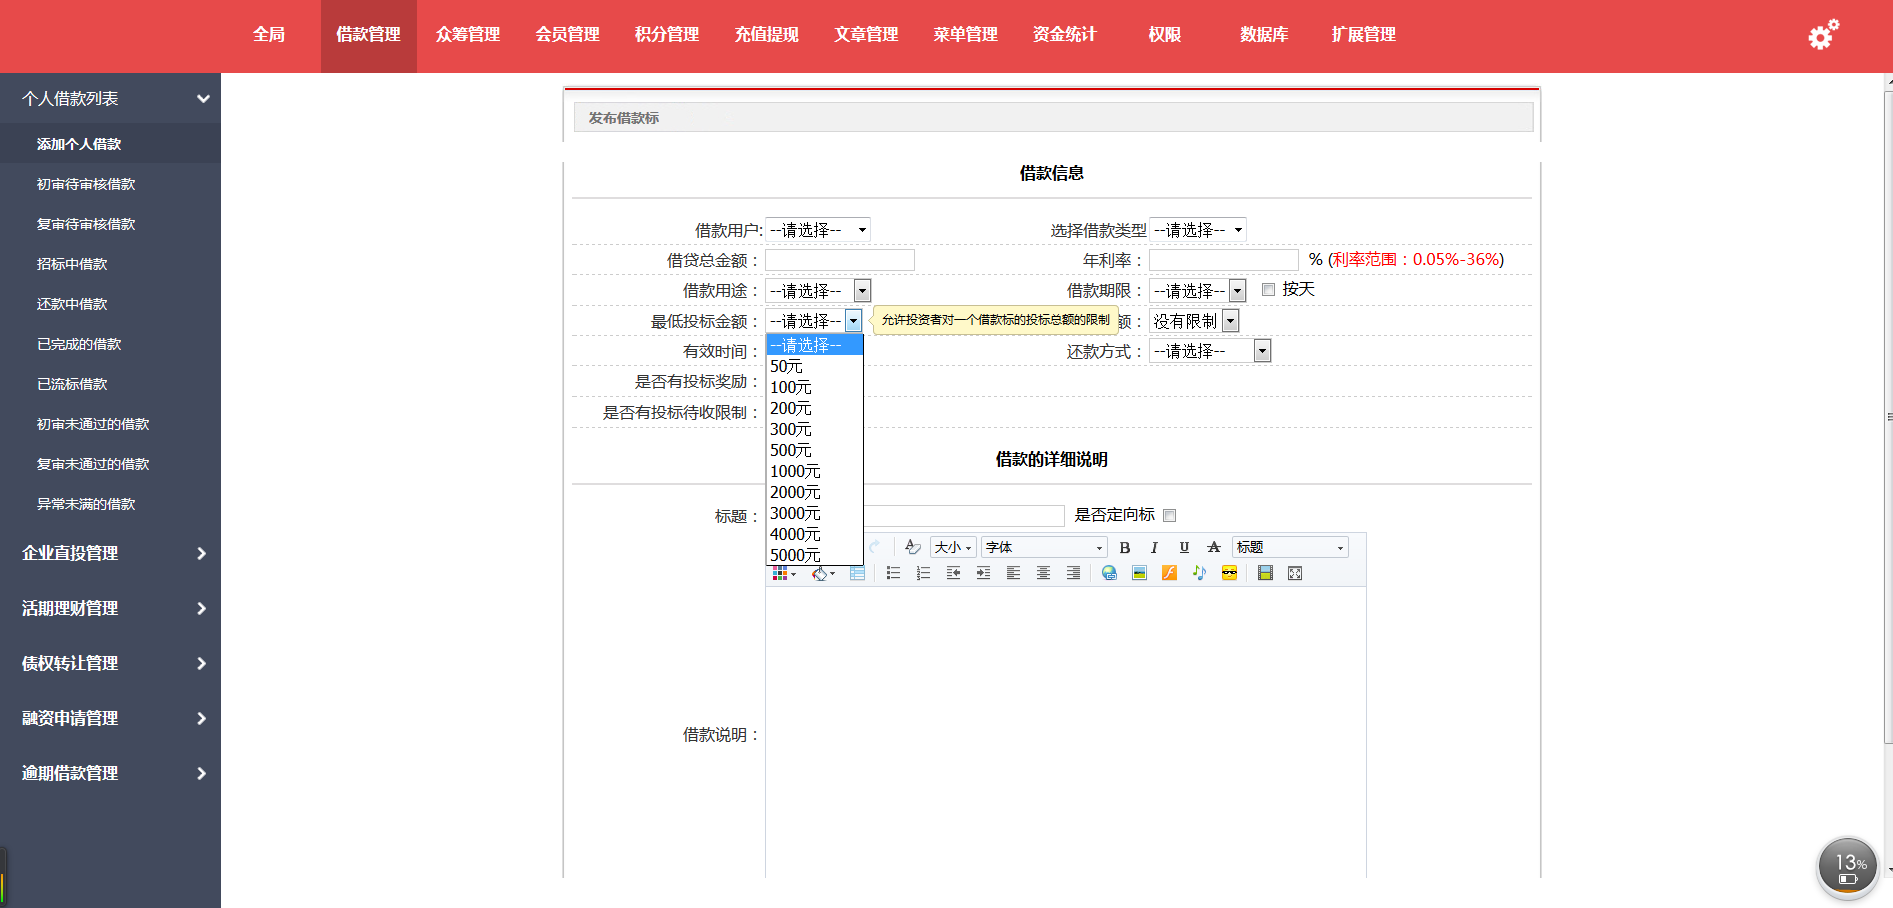 全局 借款管理 众筹管理 会员管理 积分管理 充值提现 文章管理 菜单管理 资金统计 权限 数据库 扩展管理
个人借款列表
添加个人借款
初审待审核借款
复审待审核借款
招标中借款
还款中借款
已完成的借款
已流标借款
初审未通过的借款
复审未通过的借款
异常未满的借款
企业直投管理
活期理财管理
债权转让管理
融资申请管理
逾期借款管理
发布借款标
借款信息
借款用户: --请选择-- 选择借款类型 --请选择--
借贷总金额： 年利率： % (利率范围：0.05%-36%)
借款用途： --请选择-- 借款期限： --请选择-- 按天
最低投标金额： --请选择-- 允许投资者对一个借款标的投标总额的限制 额： 没有限制
有效时间： 还款方式： --请选择--
是否有投标奖励：
是否有投标待收限制：
--请选择--
50元
100元
200元
300元
500元
1000元
2000元
3000元
4000元
5000元
借款的详细说明
标题： 是否定向标
大小 字体 B I U A 标题
借款说明：
13%